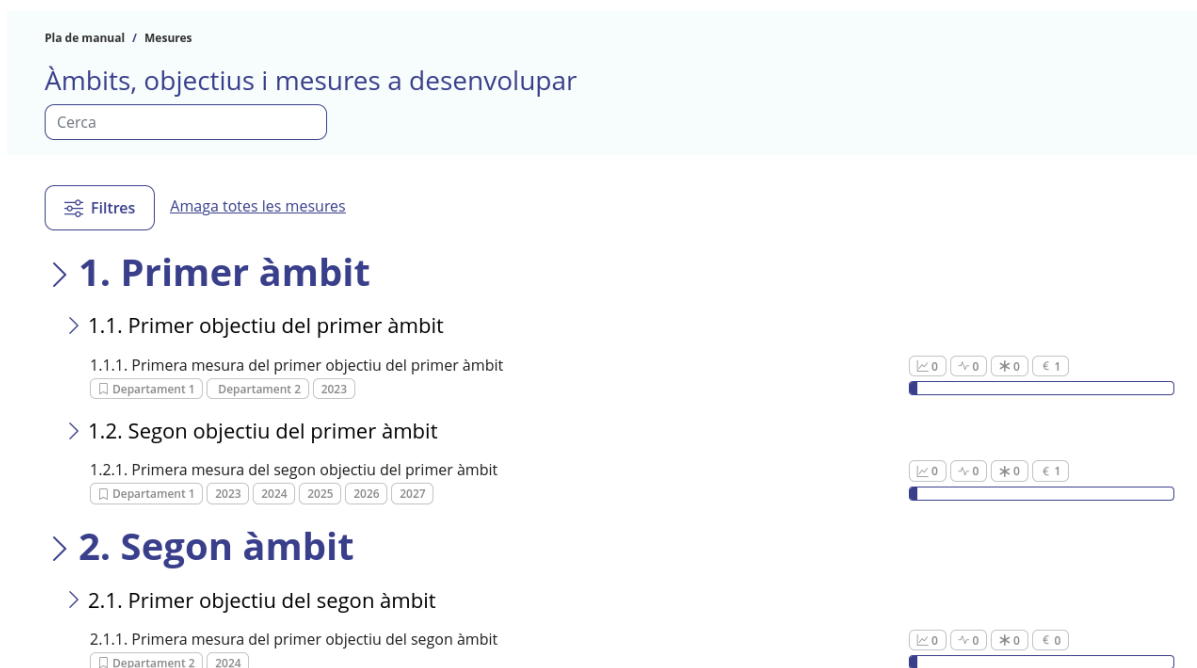 Pla de manual / Mesures
Àmbits, objectius i mesures a desenvolupar
Cerca
Filtres Amaga totes les mesures
1. Primer àmbit
1.1. Primer objectiu del primer àmbit
1.1.1. Primera mesura del primer objectiu del primer àmbit
Departament 1 Departament 2 2023
0 0 0 € 1
1.2. Segon objectiu del primer àmbit
1.2.1. Primera mesura del segon objectiu del primer àmbit
Departament 1 2023 2024 2025 2026 2027
0 0 0 € 1
2. Segon àmbit
2.1. Primer objectiu del segon àmbit
2.1.1. Primera mesura del primer objectiu del segon àmbit
Departament 2 2024
0 0 0 € 0